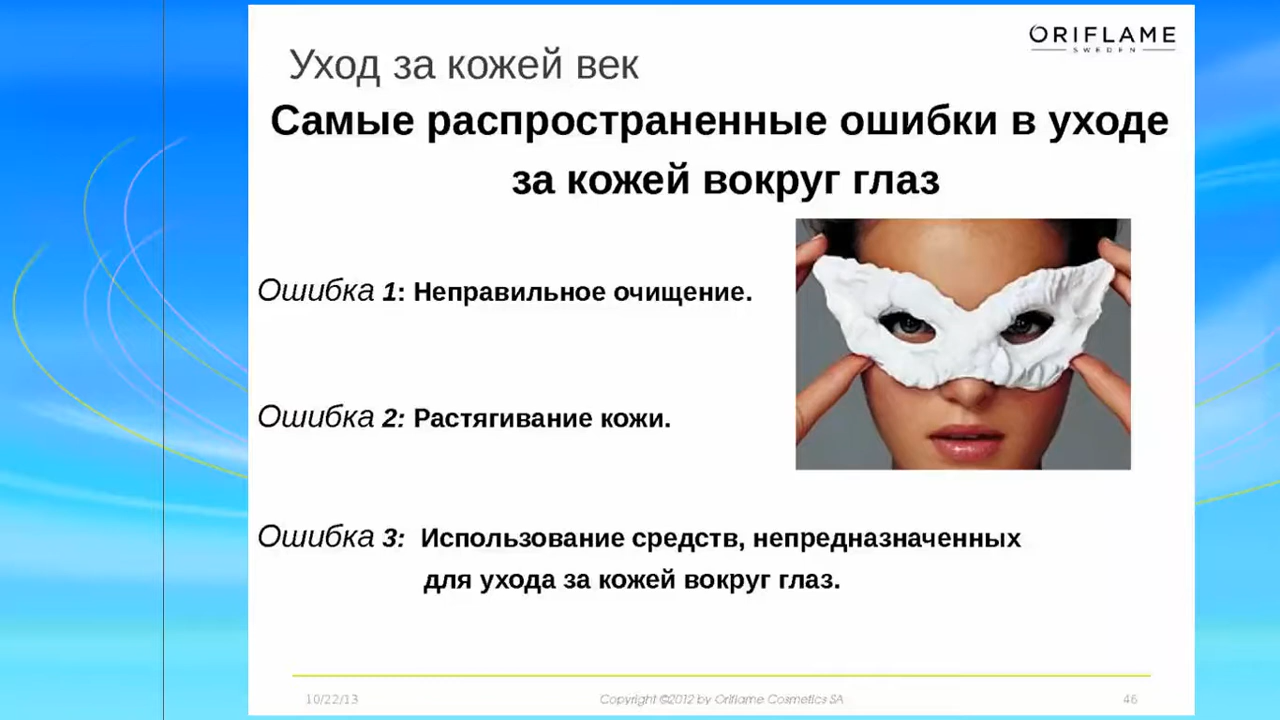 ORIFLAME
SWEDEN
Уход за кожей век
Самые распространенные ошибки в уходе
за кожей вокруг глаз
Ошибка 1: Неправильное очищение.
Ошибка 2: Растягивание кожи.
Ошибка 3: Использование средств, непредназначенных
для ухода за кожей вокруг глаз.
10/22/13 Copyright ©2012 by Oriflame Cosmetics SA 46